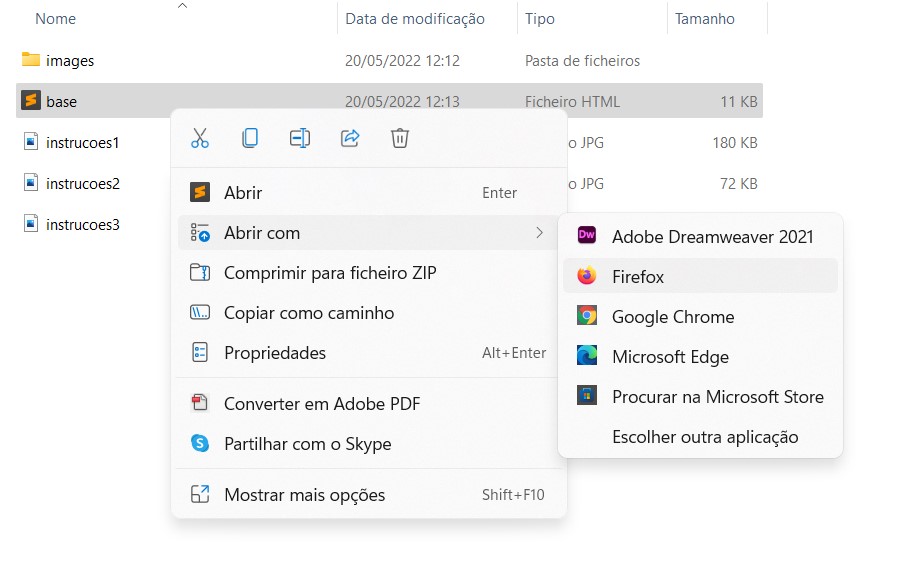 Nome Data de modificação Tipo Tamanho
images 20/05/2022 12:12 Pasta de ficheiros
base 20/05/2022 12:13 Ficheiro HTML 11 KB
instrucoes1 o JPG 180 KB
instrucoes2 o JPG 72 KB
instrucoes3
Abrir Enter
Abrir com
Comprimir para ficheiro ZIP
Copiar como caminho
Propriedades Alt+Enter
Converter em Adobe PDF
Partilhar com o Skype
Mostrar mais opções Shift+F10
Dw Adobe Dreamweaver 2021
Firefox
Google Chrome
Microsoft Edge
Procurar na Microsoft Store
Escolher outra aplicação